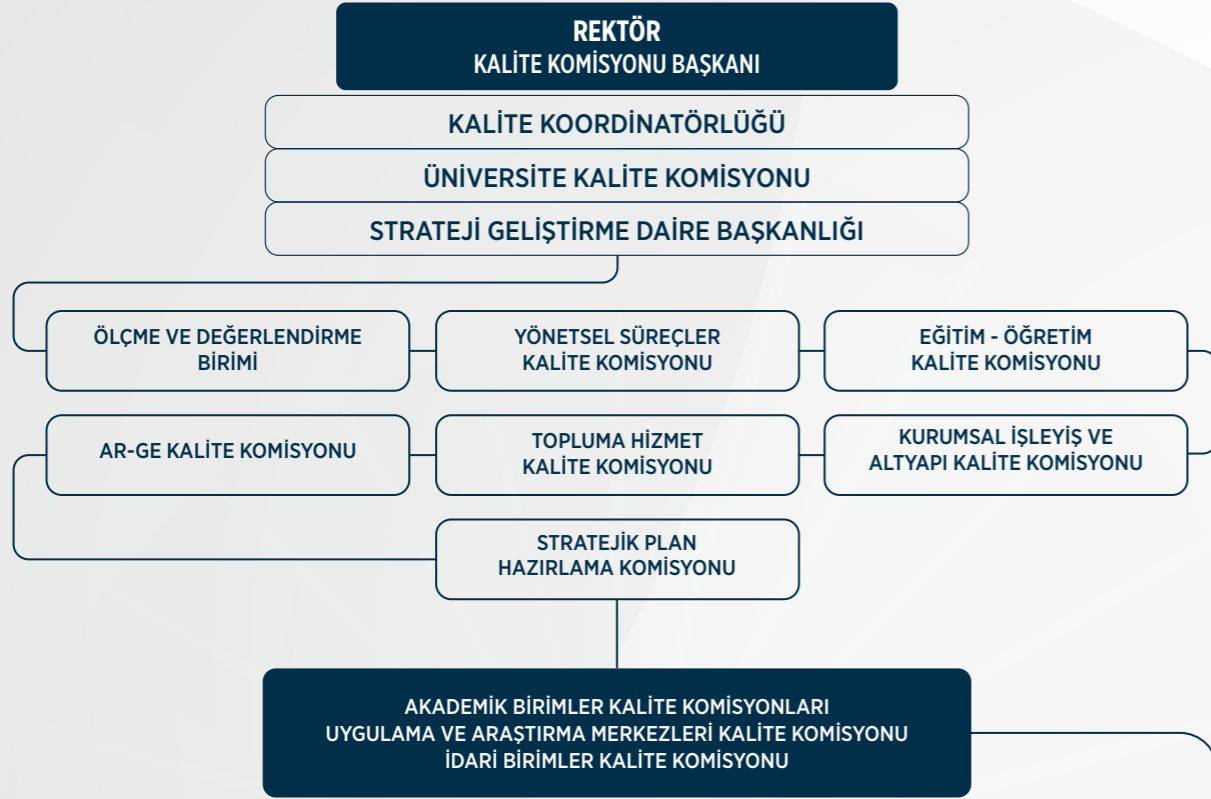 REKTÖR
KALİTE KOMİSYONU BAŞKANI
KALİTE KOORDİNATÖRLÜĞÜ
ÜNİVERSİTE KALİTE KOMİSYONU
STRATEJİ GELİŞTİRME DAİRE BAŞKANLIĞI
ÖLÇME VE DEĞERLENDİRME
BİRİMİ
YÖNETSEL SÜREÇLER
KALİTE KOMİSYONU
EĞİTİM - ÖĞRETİM
KALİTE KOMİSYONU
AR-GE KALİTE KOMİSYONU
TOPLUMA HİZMET
KALİTE KOMİSYONU
KURUMSAL İŞLEYİŞ VE
ALTYAPI KALİTE KOMİSYONU
STRATEJİK PLAN
HAZIRLAMA KOMİSYONU
AKADEMİK BİRİMLER KALİTE KOMİSYONLARI
UYGULAMA VE ARAŞTIRMA MERKEZLERİ KALİTE KOMİSYONU
İDARİ BİRİMLER KALİTE KOMİSYONU